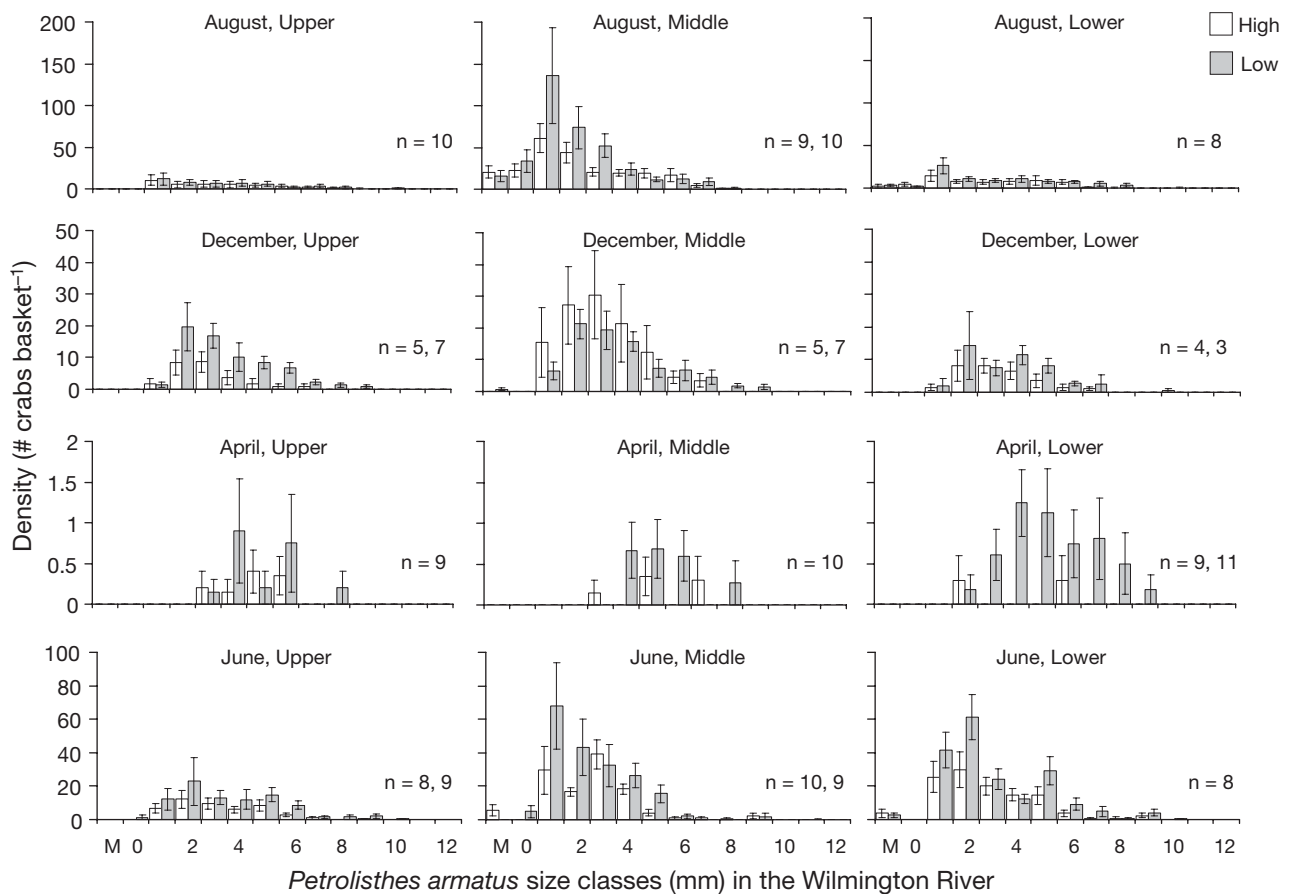 August, Upper
August, Middle
August, Lower
High
Low
200
150
100
50
0
n = 10
n = 9, 10
n = 8
December, Upper
December, Middle
December, Lower
50
40
30
20
10
0
n = 5, 7
n = 5, 7
n = 4, 3
April, Upper
April, Middle
April, Lower
2
1.5
1
0.5
0
n = 9
n = 10
n = 9, 11
June, Upper
June, Middle
June, Lower
100
80
60
40
20
0
n = 8, 9
n = 10, 9
n = 8
M 0 2 4 6 8 10 12
M 0 2 4 6 8 10 12
M 0 2 4 6 8 10 12
Density (# crabs basket⁻¹)
Petrolisthes armatus size classes (mm) in the Wilmington River